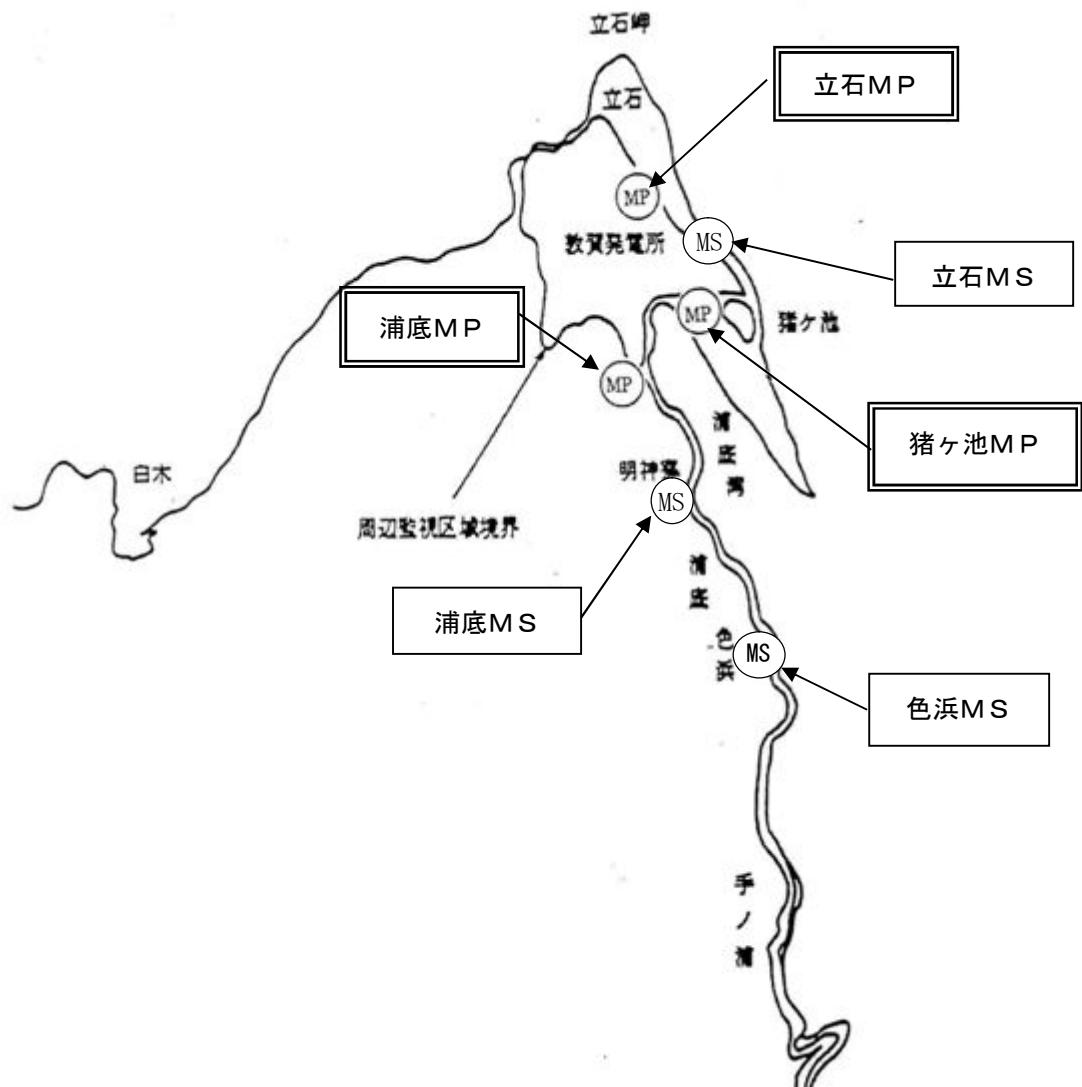 立石岬
立石MP
立石
MP
敦賀発電所
MS
立石MS
浦底MP
MP
猪ケ池
MP
浦底湾
猪ヶ池MP
白木
明神寮
MS
周辺監視区域境界
浦底MS
浦底
色浜
MS
色浜MS
手ノ浦